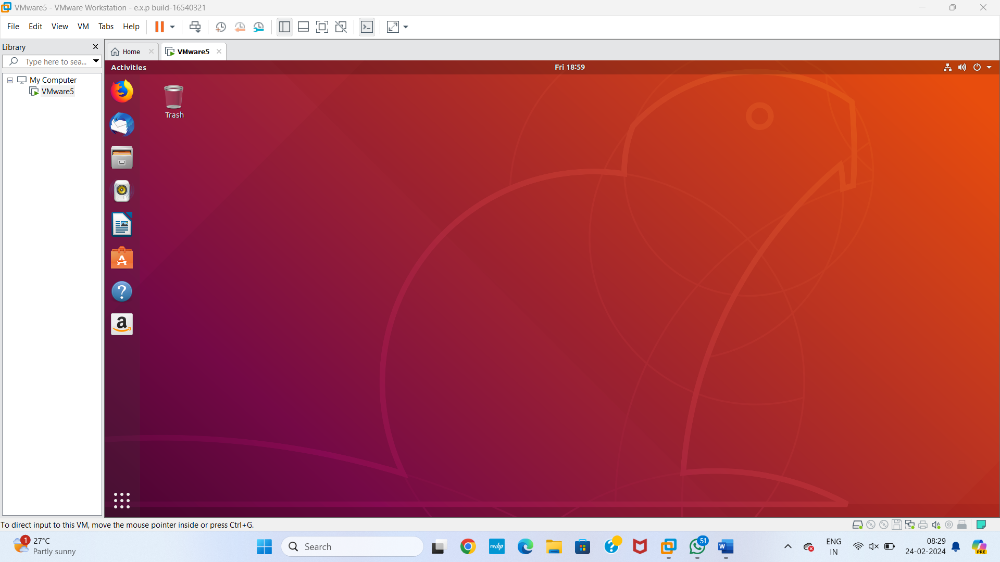 VMware5 - VMware Workstation - e.x.p build-16540321
File Edit View VM Tabs Help
Library
Home
VMware5
Type here to sea...
Activities
Fri 18:59
My Computer
VMware5
Trash
To direct input to this VM, move the mouse pointer inside or press Ctrl+G.
1
27°C
Partly sunny
Search
myhp
51
W
ENG
IN
08:29
24-02-2024
PRE